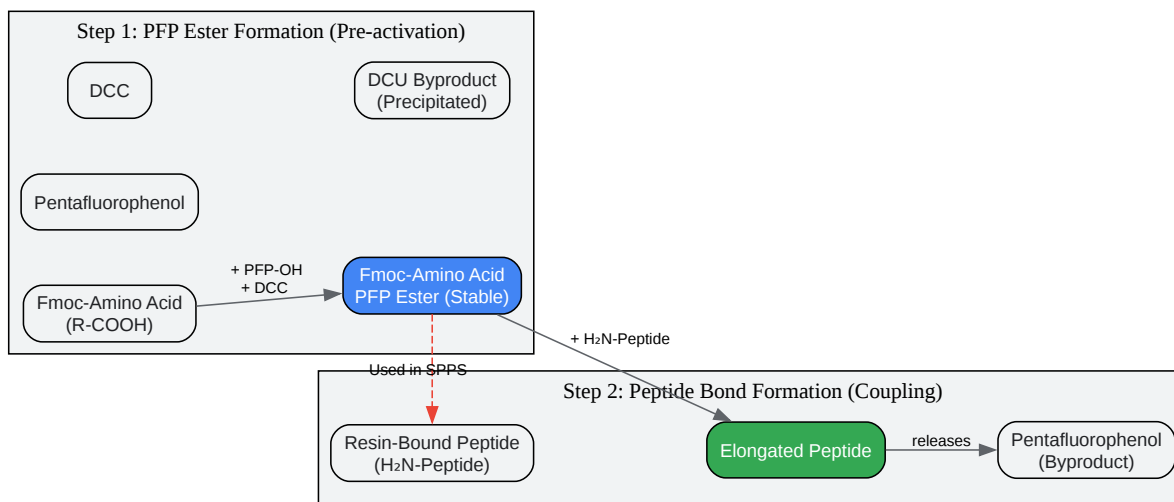 Step 1: PFP Ester Formation (Pre-activation)
DCC
DCU Byproduct
(Precipitated)
Pentafluorophenol
+ PFP-OH
+ DCC
Fmoc-Amino Acid
(R-COOH)
Fmoc-Amino Acid
PFP Ester (Stable)
+ H₂N-Peptide
Used in SPPS
Step 2: Peptide Bond Formation (Coupling)
Resin-Bound Peptide
(H₂N-Peptide)
Elongated Peptide
releases
Pentafluorophenol
(Byproduct)